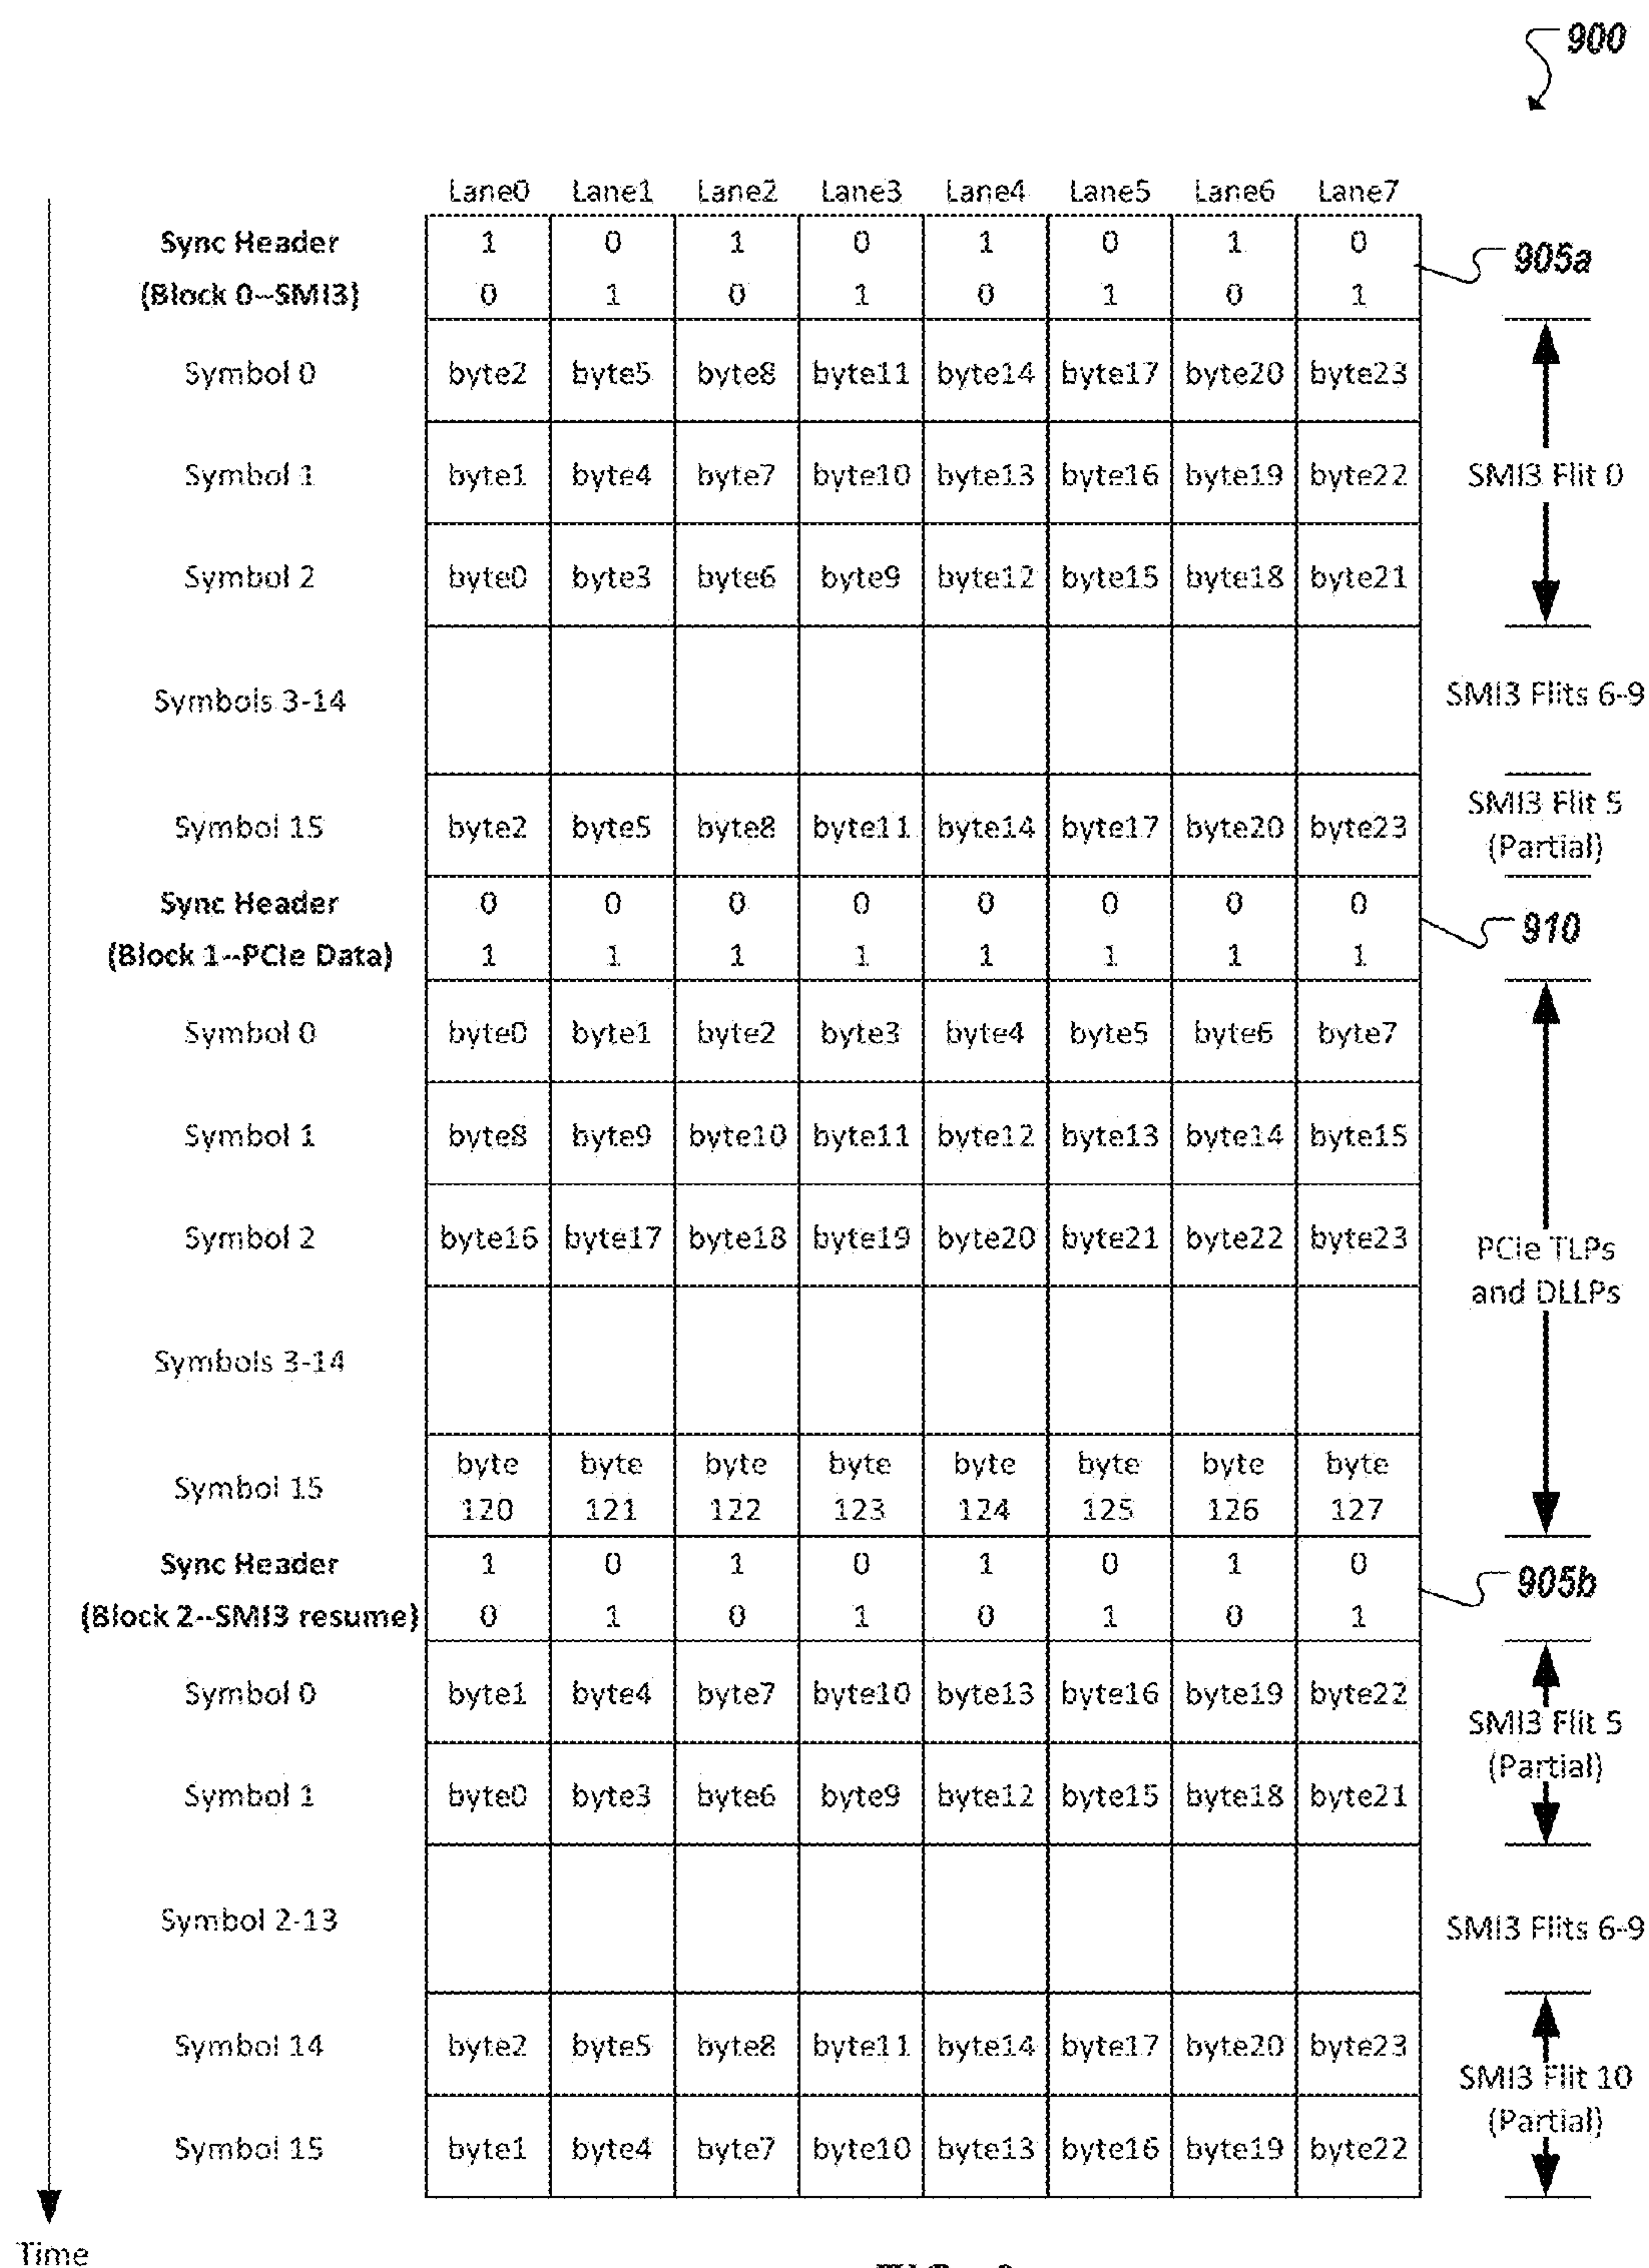 900
Lane0 Lane1 Lane2 Lane3 Lane4 Lane5 Lane6 Lane7
Sync Header 1 0 1 0 1 0 1 0 905a
(Block 0--SMI3) 0 1 0 1 0 1 0 1
Symbol 0 byte2 byte5 byte8 byte11 byte14 byte17 byte20 byte23
Symbol 1 byte1 byte4 byte7 byte10 byte13 byte16 byte19 byte22 SMI3 Flit 0
Symbol 2 byte0 byte3 byte6 byte9 byte12 byte15 byte18 byte21
Symbols 3-14 SMI3 Flits 6-9
Symbol 15 byte2 byte5 byte8 byte11 byte14 byte17 byte20 byte23 SMI3 Flit 5
(Partial)
Sync Header 0 0 0 0 0 0 0 0 910
(Block 1--PCIe Data) 1 1 1 1 1 1 1 1
Symbol 0 byte0 byte1 byte2 byte3 byte4 byte5 byte6 byte7
Symbol 1 byte8 byte9 byte10 byte11 byte12 byte13 byte14 byte15
Symbol 2 byte16 byte17 byte18 byte19 byte20 byte21 byte22 byte23 PCIe TLPs
and DLLPs
Symbols 3-14
Symbol 15 byte byte byte byte byte byte byte byte
120 121 122 123 124 125 126 127
Sync Header 1 0 1 0 1 0 1 0 905b
(Block 2--SMI3 resume) 0 1 0 1 0 1 0 1
Symbol 0 byte1 byte4 byte7 byte10 byte13 byte16 byte19 byte22 SMI3 Flit 5
(Partial)
Symbol 1 byte0 byte3 byte6 byte9 byte12 byte15 byte18 byte21
Symbol 2-13 SMI3 Flits 6-9
Symbol 14 byte2 byte5 byte8 byte11 byte14 byte17 byte20 byte23 SMI3 Flit 10
(Partial)
Symbol 15 byte1 byte4 byte7 byte10 byte13 byte16 byte19 byte22
Time